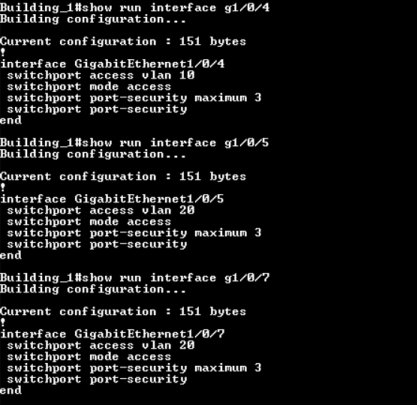 Building_1#show run interface g1/0/4
Building configuration...
Current configuration : 151 bytes
!
interface GigabitEthernet1/0/4
switchport access vlan 10
switchport mode access
switchport port-security maximum 3
switchport port-security
end
Building_1#show run interface g1/0/5
Building configuration...
Current configuration : 151 bytes
!
interface GigabitEthernet1/0/5
switchport access vlan 20
switchport mode access
switchport port-security maximum 3
switchport port-security
end
Building_1#show run interface g1/0/7
Building configuration...
Current configuration : 151 bytes
!
interface GigabitEthernet1/0/7
switchport access vlan 20
switchport mode access
switchport port-security maximum 3
switchport port-security
end